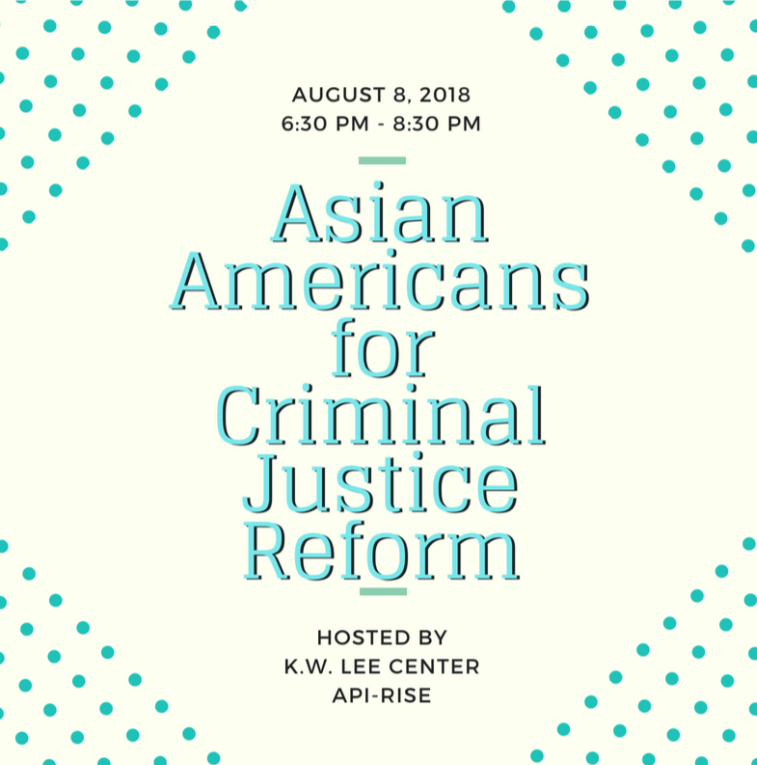 AUGUST 8, 2018
6:30 PM - 8:30 PM
Asian
Americans
for
Criminal
Justice
Reform
HOSTED BY
K.W. LEE CENTER
API-RISE